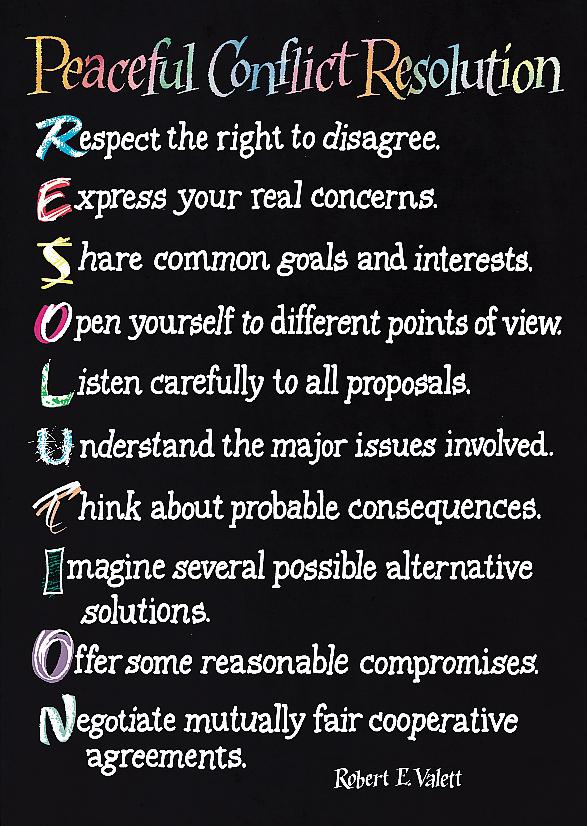 Peaceful Conflict Resolution
Respect the right to disagree.
Express your real concerns.
Share common goals and interests.
Open yourself to different points of view.
Listen carefully to all proposals.
Understand the major issues involved.
Think about probable consequences.
Imagine several possible alternative
solutions.
Offer some reasonable compromises.
Negotiate mutually fair cooperative
agreements.
Robert E. Valett